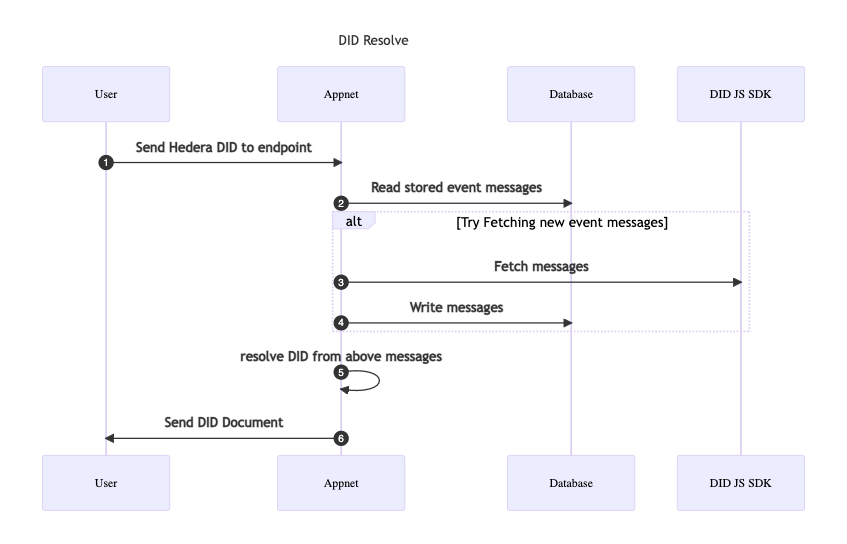 DID Resolve
User
Appnet
Database
DID JS SDK
Send Hedera DID to endpoint
1
Read stored event messages
2
alt
[Try Fetching new event messages]
Fetch messages
3
Write messages
4
resolve DID from above messages
5
Send DID Document
6
User
Appnet
Database
DID JS SDK